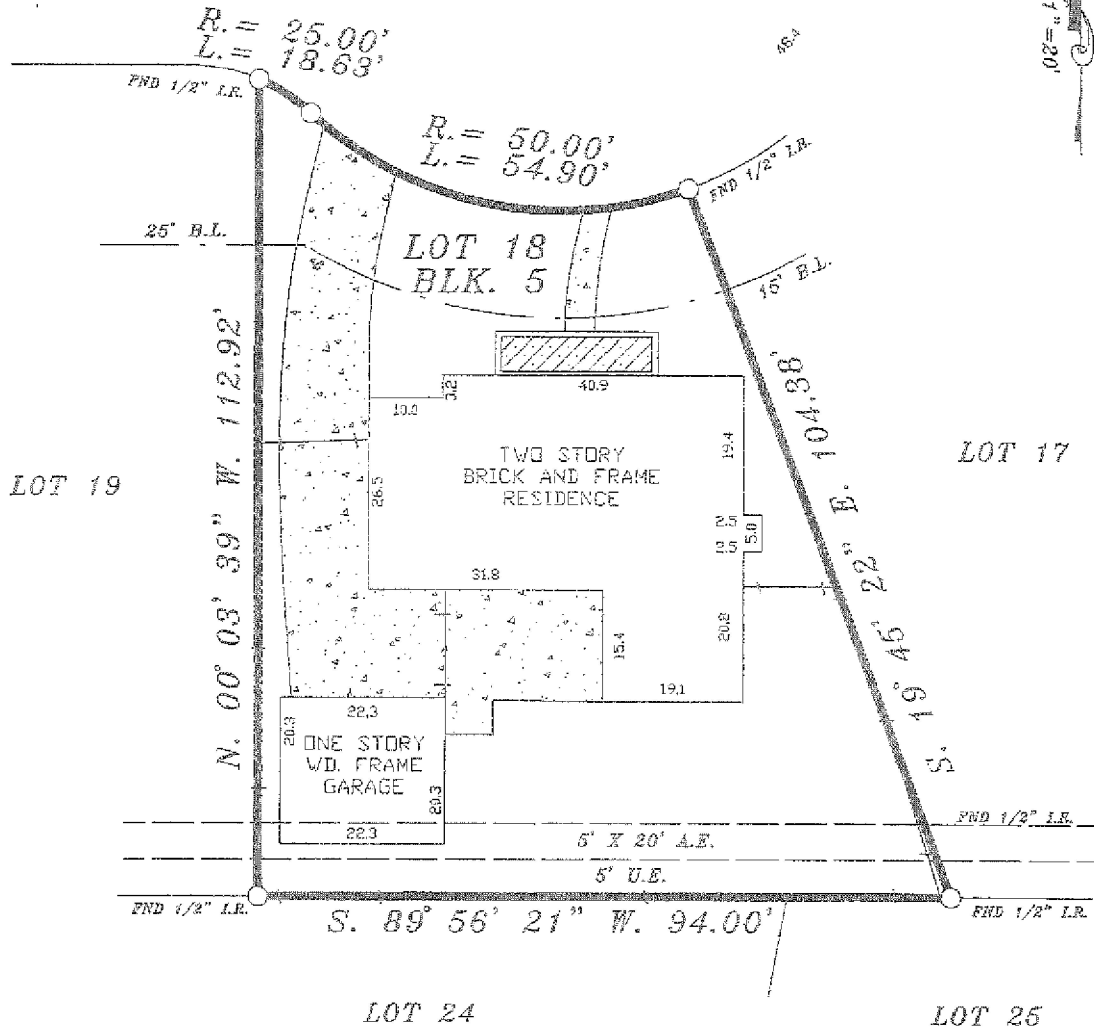 R. = 25.00'
L. = 18.63'
48.4
1"=20'
FND 1/2" I.R.
R. = 50.00'
L. = 54.90'
FND 1/2" I.R.
25' B.L.
LOT 18
BLK. 5
15' B.L.
N. 00° 03' 39" W. 112.92'
S. 19° 45' 22" E. 104.38'
3.2
40.9
10.0
19.4
TWO STORY
BRICK AND FRAME
RESIDENCE
LOT 17
LOT 19
26.5
2.5
5.0
2.5
31.8
20.2
15.4
19.1
22.3
20.3
ONE STORY
WD. FRAME
GARAGE
20.3
22.3
FND 1/2" I.R.
5' X 20' A.E.
5' U.E.
FND 1/2" I.R.
S. 89° 56' 21" W. 94.00'
FND 1/2" I.R.
LOT 24
LOT 25